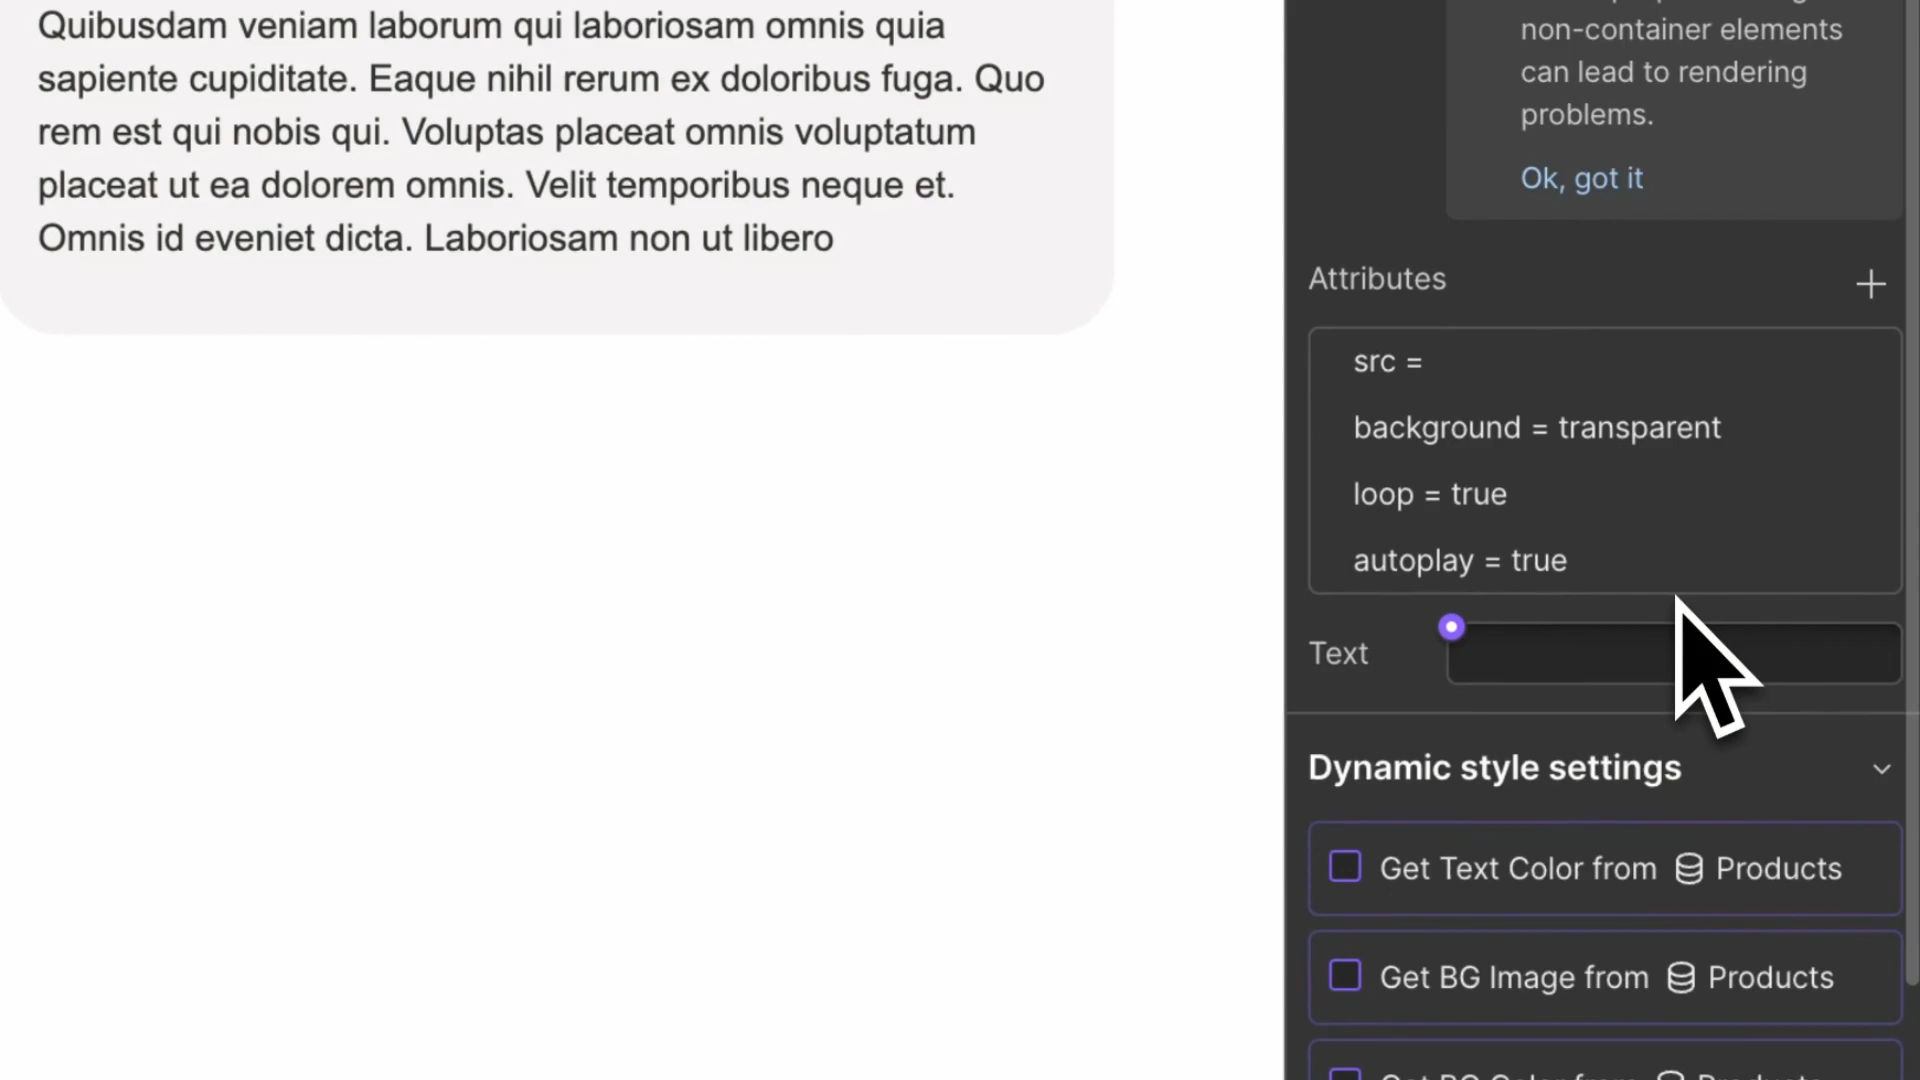 Quibusdam veniam laborum qui laboriosam omnis quia
sapiente cupiditate. Eaque nihil rerum ex doloribus fuga. Quo
rem est qui nobis qui. Voluptas placeat omnis voluptatum
placeat ut ea dolorem omnis. Velit temporibus neque et.
Omnis id eveniet dicta. Laboriosam non ut libero
non-container elements
can lead to rendering
problems.
Ok, got it
Attributes
src =
background = transparent
loop = true
autoplay = true
Text
Dynamic style settings
Get Text Color from Products
Get BG Image from Products